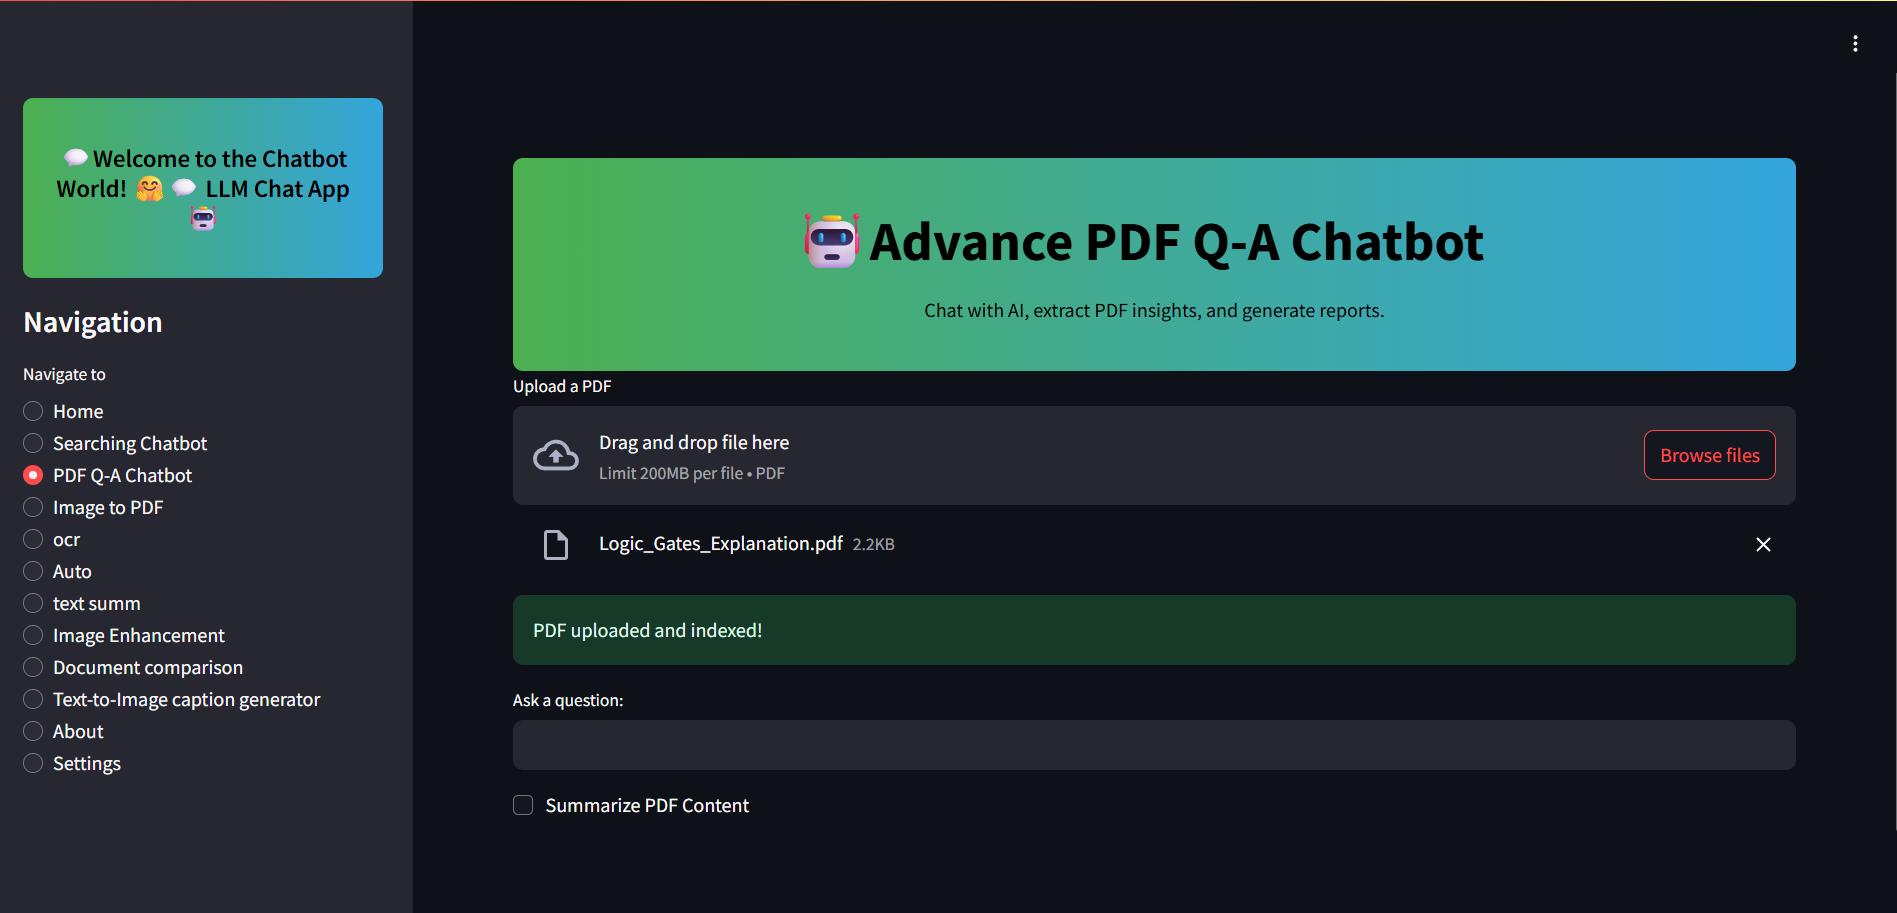 💬 Welcome to the Chatbot
World! 🤗 💬 LLM Chat App
🤖
Navigation
Navigate to
Home
Searching Chatbot
PDF Q-A Chatbot
Image to PDF
ocr
Auto
text summ
Image Enhancement
Document comparison
Text-to-Image caption generator
About
Settings
🤖 Advance PDF Q-A Chatbot
Chat with AI, extract PDF insights, and generate reports.
Upload a PDF
Drag and drop file here
Limit 200MB per file • PDF
Browse files
Logic_Gates_Explanation.pdf 2.2KB
PDF uploaded and indexed!
Ask a question:
Summarize PDF Content